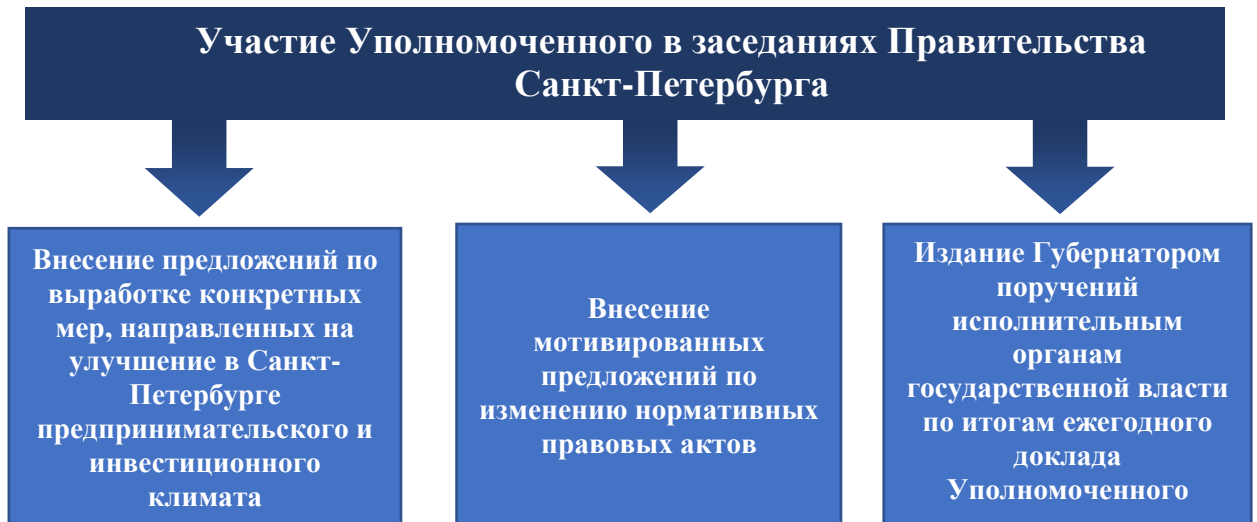 Участие Уполномоченного в заседаниях Правительства
Санкт-Петербурга
Внесение предложений по
выработке конкретных
мер, направленных на
улучшение в Санкт-
Петербурге
предпринимательского и
инвестиционного
климата
Внесение
мотивированных
предложений по
изменению нормативных
правовых актов
Издание Губернатором
поручений
исполнительным
органам
государственной власти
по итогам ежегодного
доклада
Уполномоченного